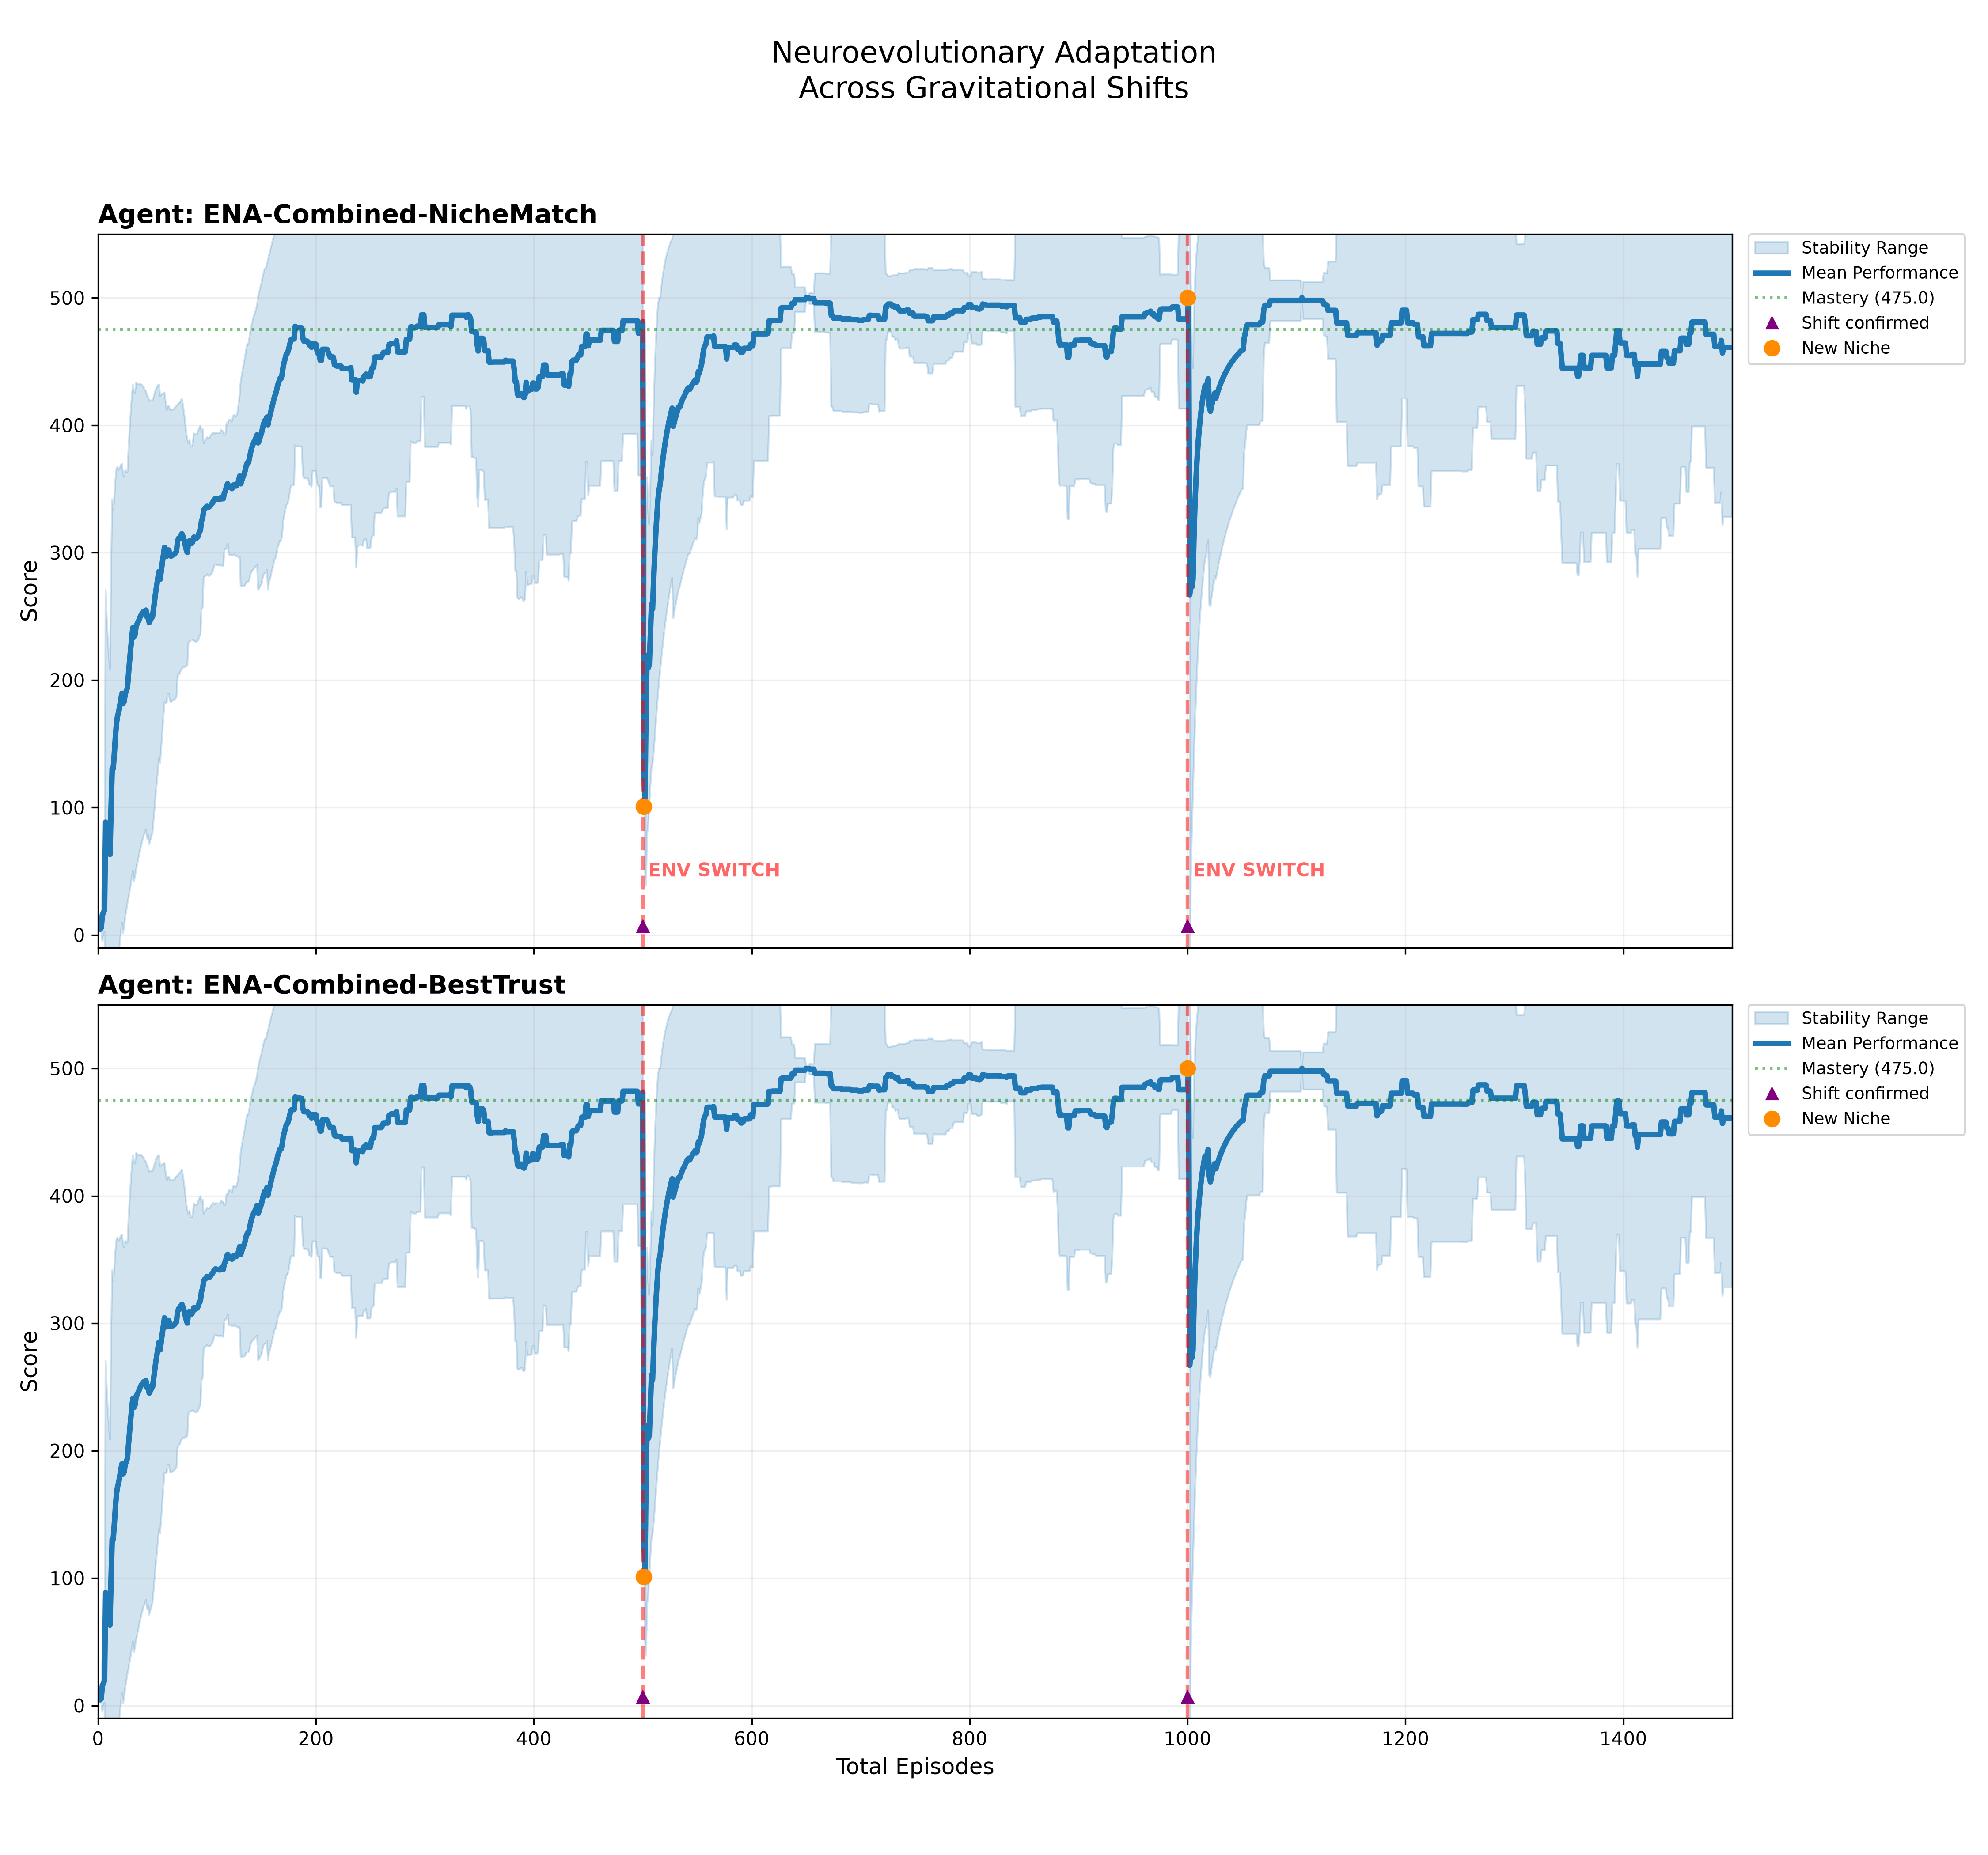 Neuroevolutionary Adaptation
Across Gravitational Shifts
Agent: ENA-Combined-NicheMatch
500
400
300
200
100
0
Score
ENV SWITCH
ENV SWITCH
Stability Range
Mean Performance
Mastery (475.0)
Shift confirmed
New Niche
Agent: ENA-Combined-BestTrust
500
400
300
200
100
0
Score
Stability Range
Mean Performance
Mastery (475.0)
Shift confirmed
New Niche
0
200
400
600
800
1000
1200
1400
Total Episodes